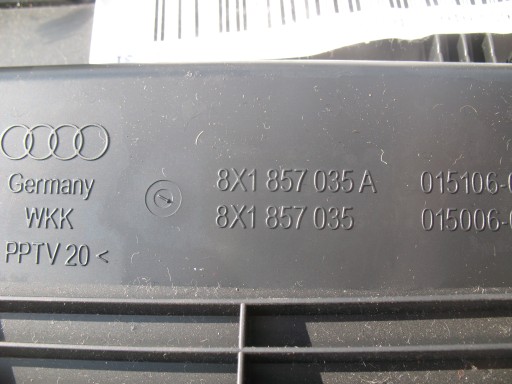 Germany 8X1 857 035 A 015106-
WKK 8X1 857 035 015006-
PPTV 20 <